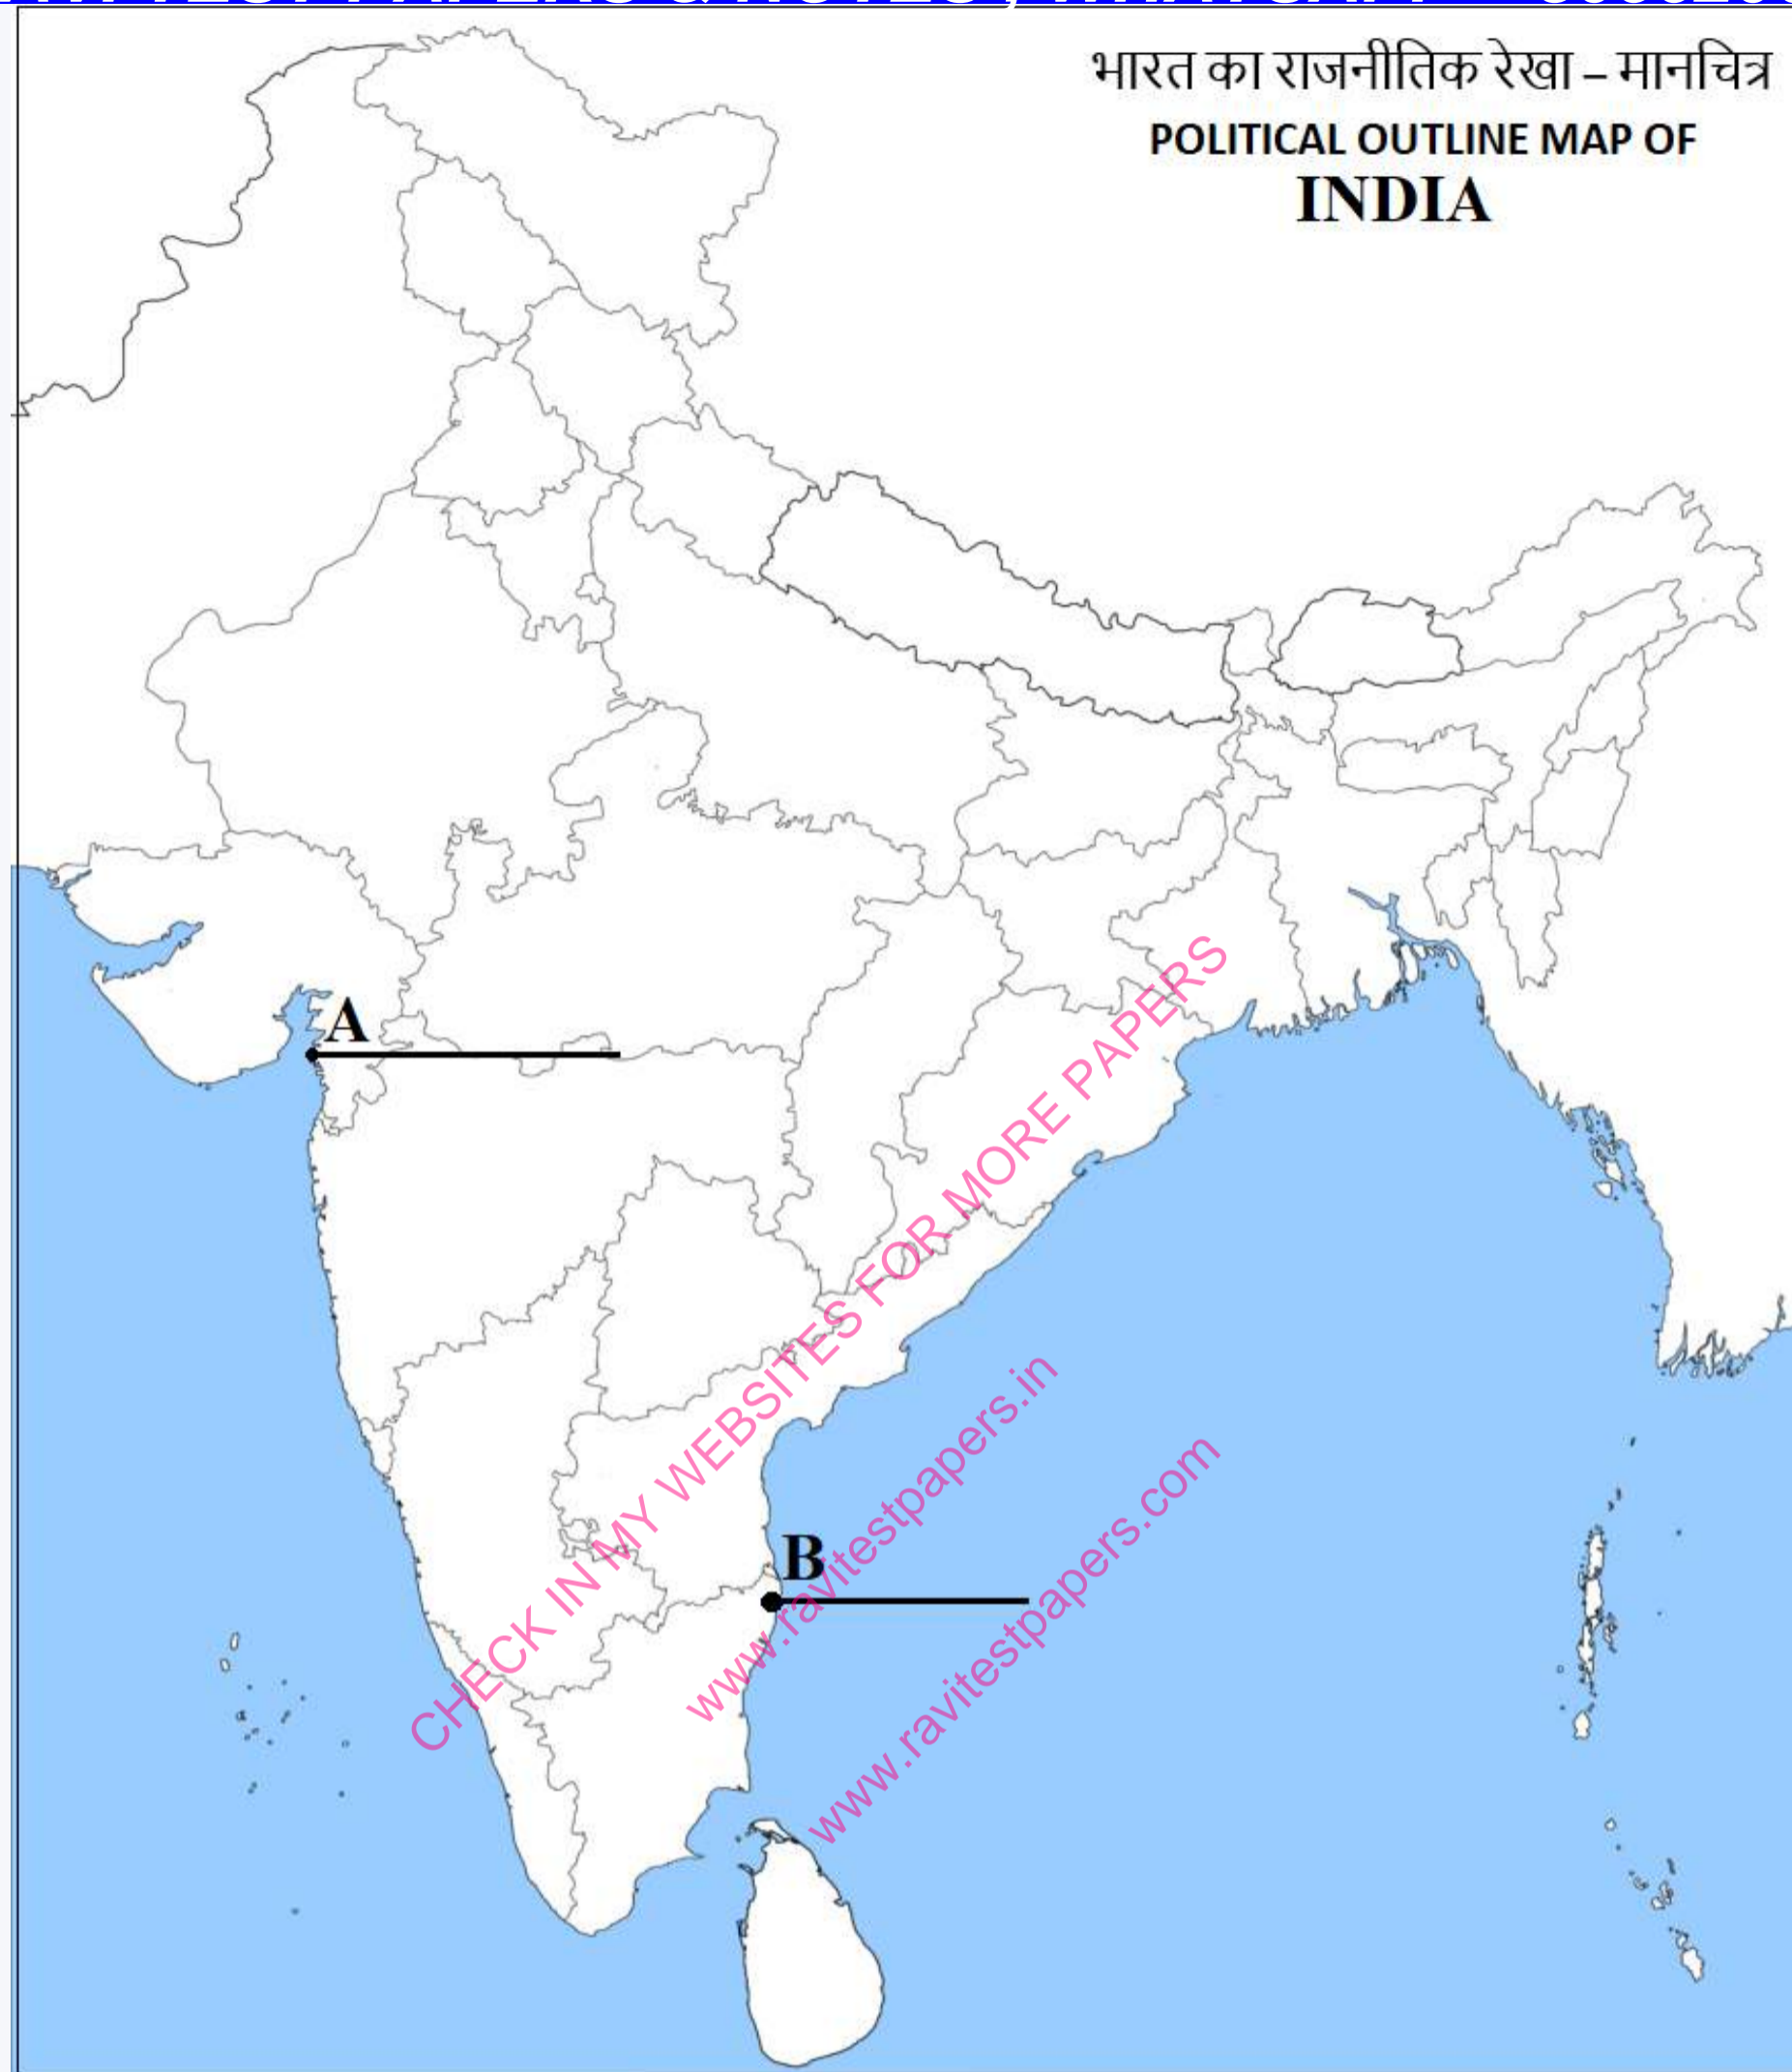 भारत का राजनीतिक रेखा – मानचित्र
POLITICAL OUTLINE MAP OF
INDIA
A
B
CHECK IN MY WEBSITES FOR MORE PAPERS
www.ravitestpapers.in
www.ravitestpapers.com